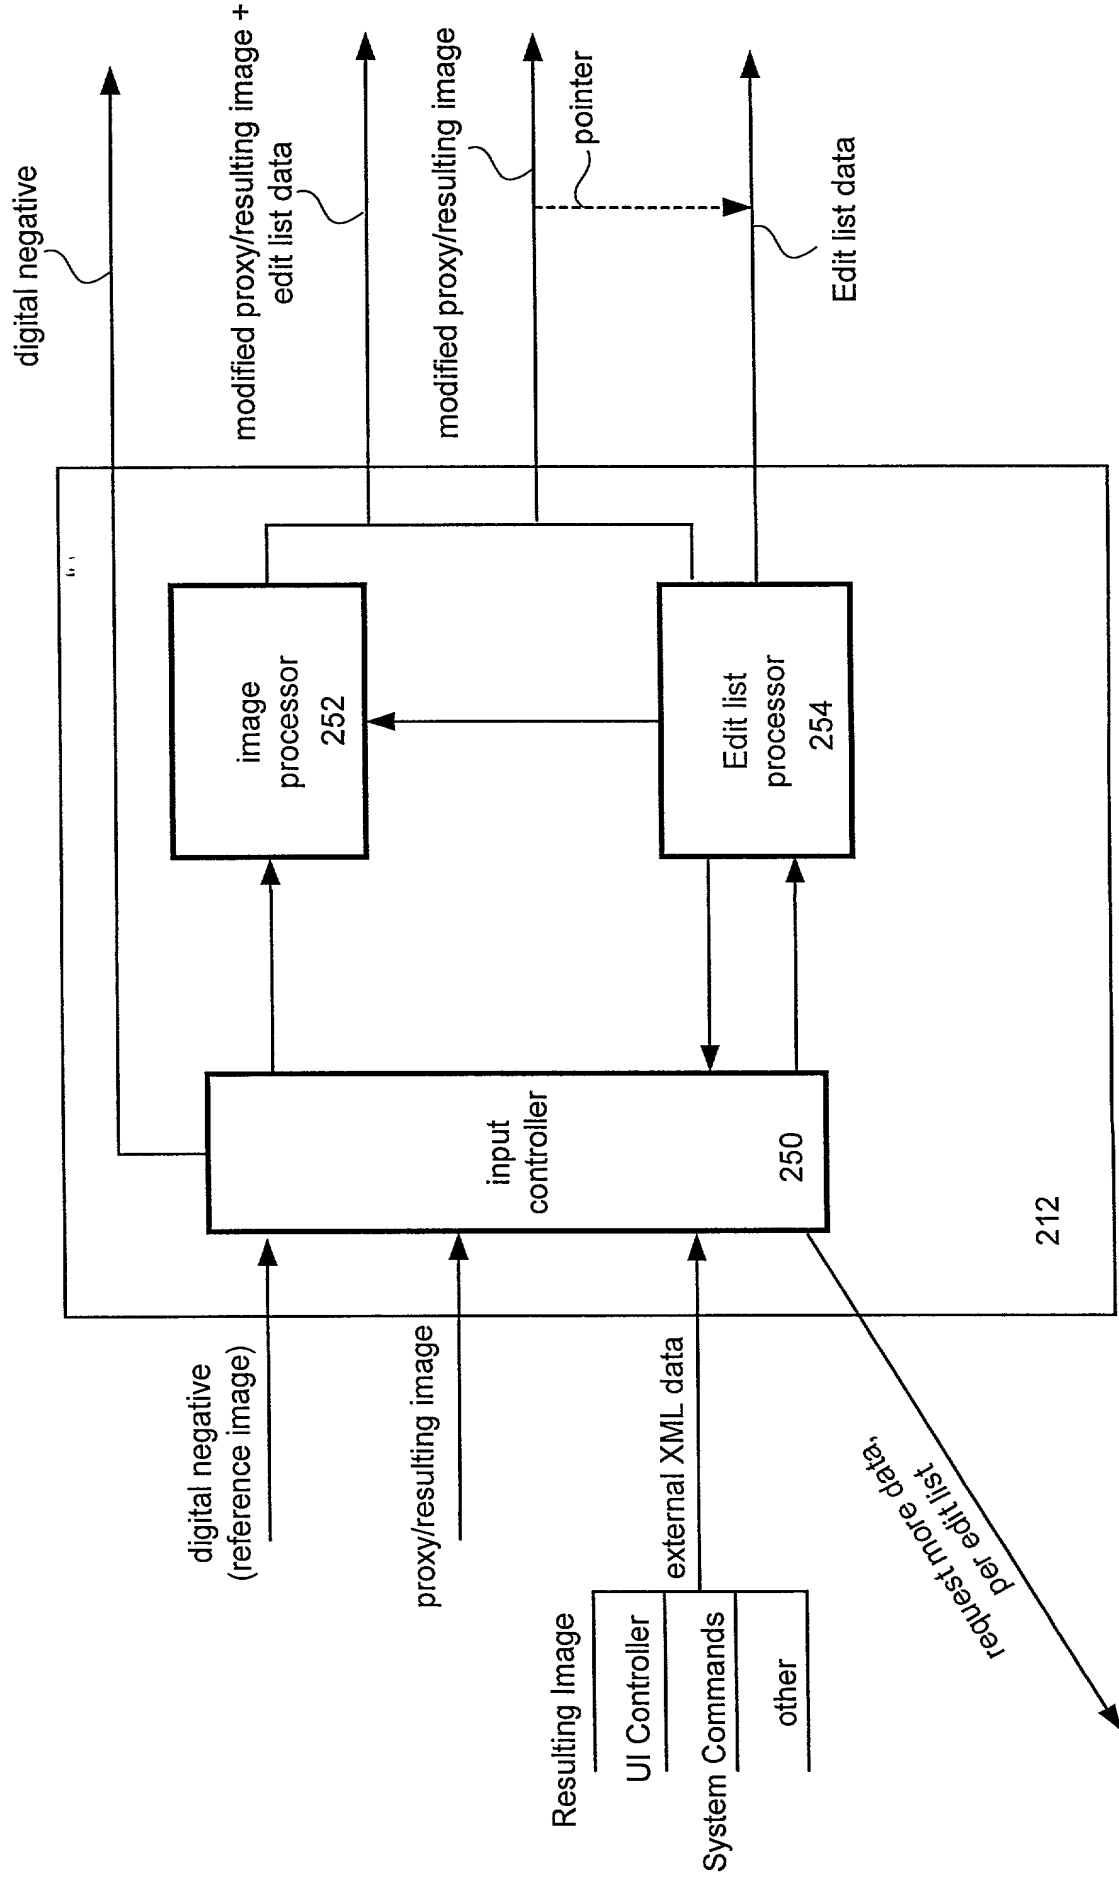 digital negative
modified proxy/resulting image +
edit list data
modified proxy/resulting image
pointer
Edit list data
image
processor
252
Edit list
processor
254
input
controller
250
212
digital negative
(reference image)
proxy/resulting image
external XML data
Resulting Image
UI Controller
System Commands
other
request more data,
per edit list